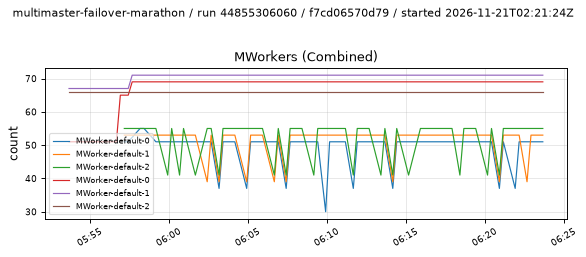 multimaster-failover-marathon / run 44855306060 / f7cd06570d79 / started 2026-11-21T02:21:24Z
MWorkers (Combined)
count
70
60
50
40
30
MWorker-default-0
MWorker-default-1
MWorker-default-2
MWorker-default-0
MWorker-default-1
MWorker-default-2
05:55
06:00
06:05
06:10
06:15
06:20
06:25